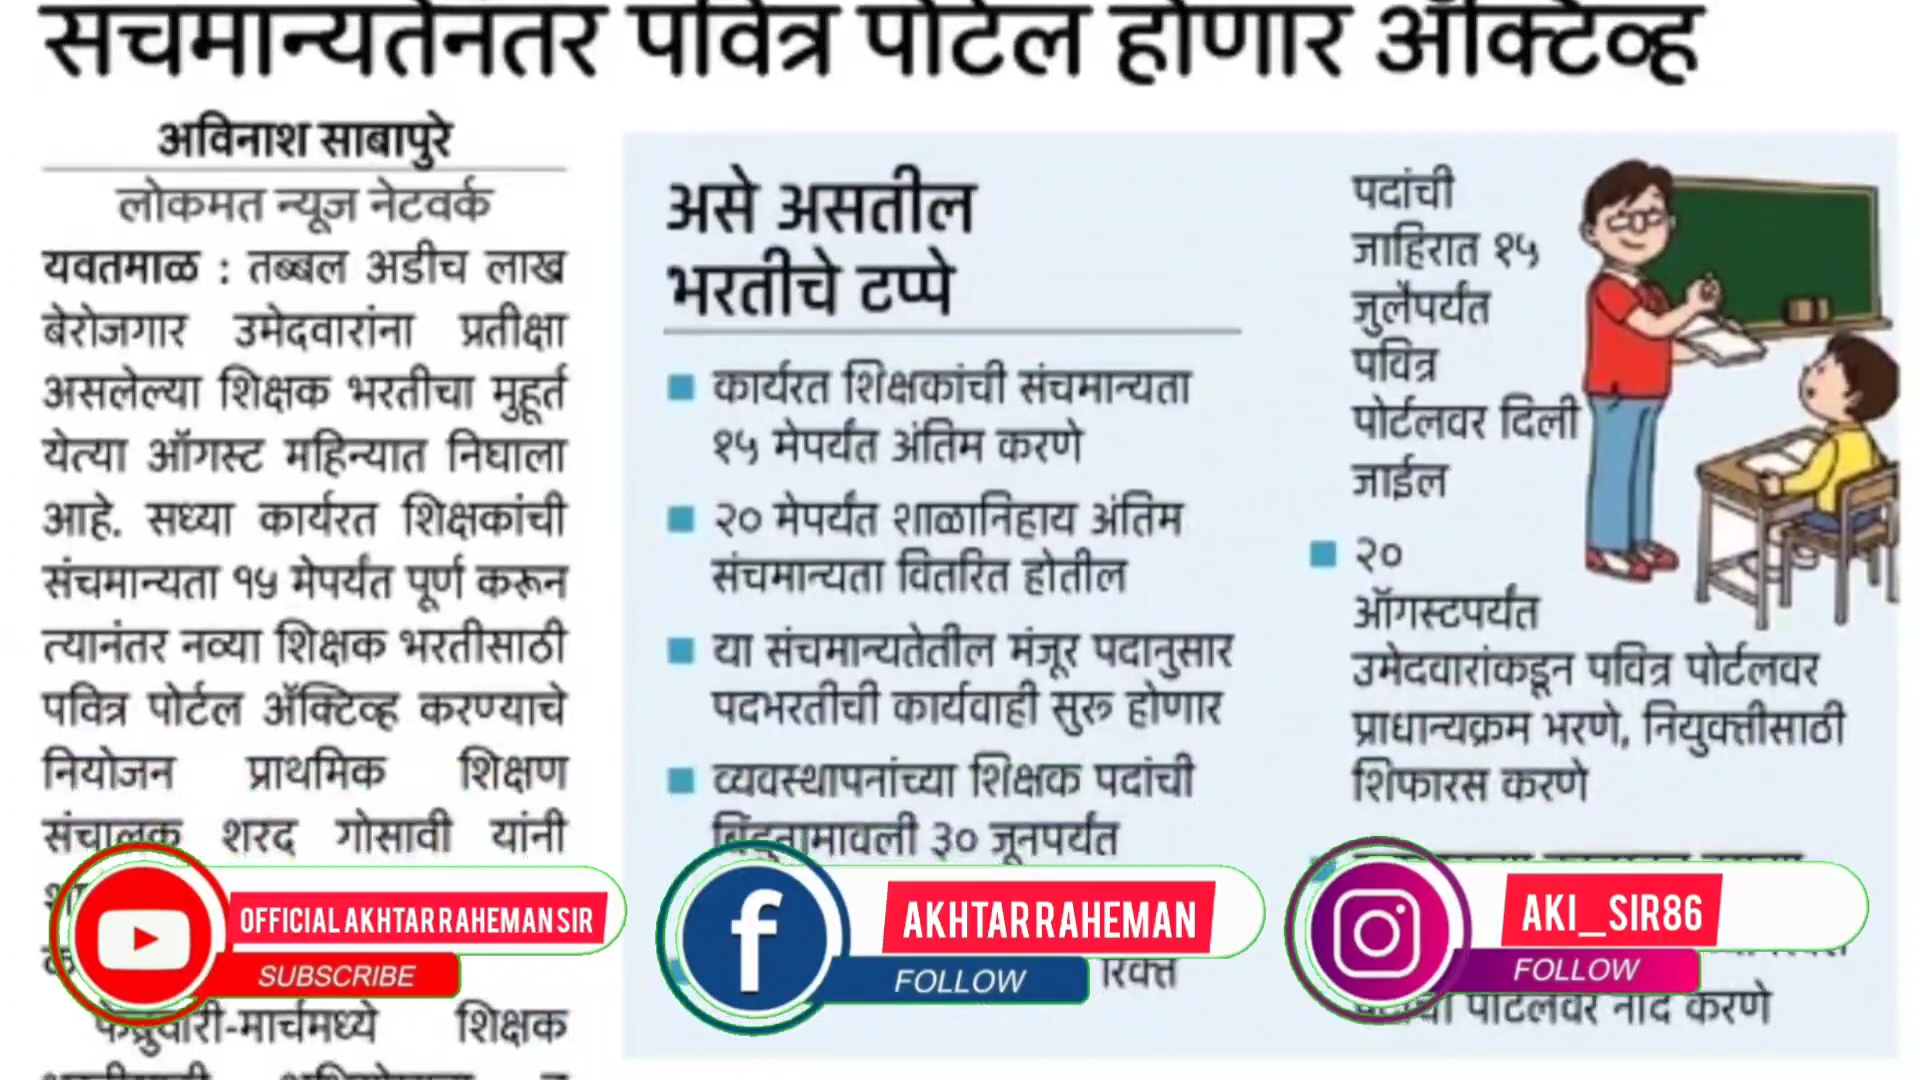 संचमान्यतेनंतर पवित्र पोर्टल होणार ॲक्टिव्ह
अविनाश साबापुरे
लोकमत न्यूज नेटवर्क
यवतमाळ : तब्बल अडीच लाख
बेरोजगार उमेदवारांना प्रतीक्षा
असलेल्या शिक्षक भरतीचा मुहूर्त
येत्या ऑगस्ट महिन्यात निघाला
आहे. सध्या कार्यरत शिक्षकांची
संचमान्यता १५ मेपर्यंत पूर्ण करून
त्यानंतर नव्या शिक्षक भरतीसाठी
पवित्र पोर्टल ॲक्टिव्ह करण्याचे
नियोजन प्राथमिक शिक्षण
संचालक शरद गोसावी यांनी
फेब्रुवारी-मार्चमध्ये शिक्षक
असे असतील
भरतीचे टप्पे
कार्यरत शिक्षकांची संचमान्यता
१५ मेपर्यंत अंतिम करणे
२० मेपर्यंत शाळानिहाय अंतिम
संचमान्यता वितरित होतील
या संचमान्यतेतील मंजूर पदानुसार
पदभरतीची कार्यवाही सुरू होणार
व्यवस्थापनांच्या शिक्षक पदांची
बिंदुनामावली ३० जूनपर्यंत
रिक्त
पदांची
जाहिरात १५
जुलैपर्यंत
पवित्र
पोर्टलवर दिली
जाईल
२०
ऑगस्टपर्यंत
उमेदवारांकडून पवित्र पोर्टलवर
प्राधान्यक्रम भरणे, नियुक्तीसाठी
शिफारस करणे
पोर्टलवर नोंद करणे
OFFICIAL AKHTAR RAHEMAN SIR
SUBSCRIBE
AKHTAR RAHEMAN
FOLLOW
AKI_SIR86
FOLLOW